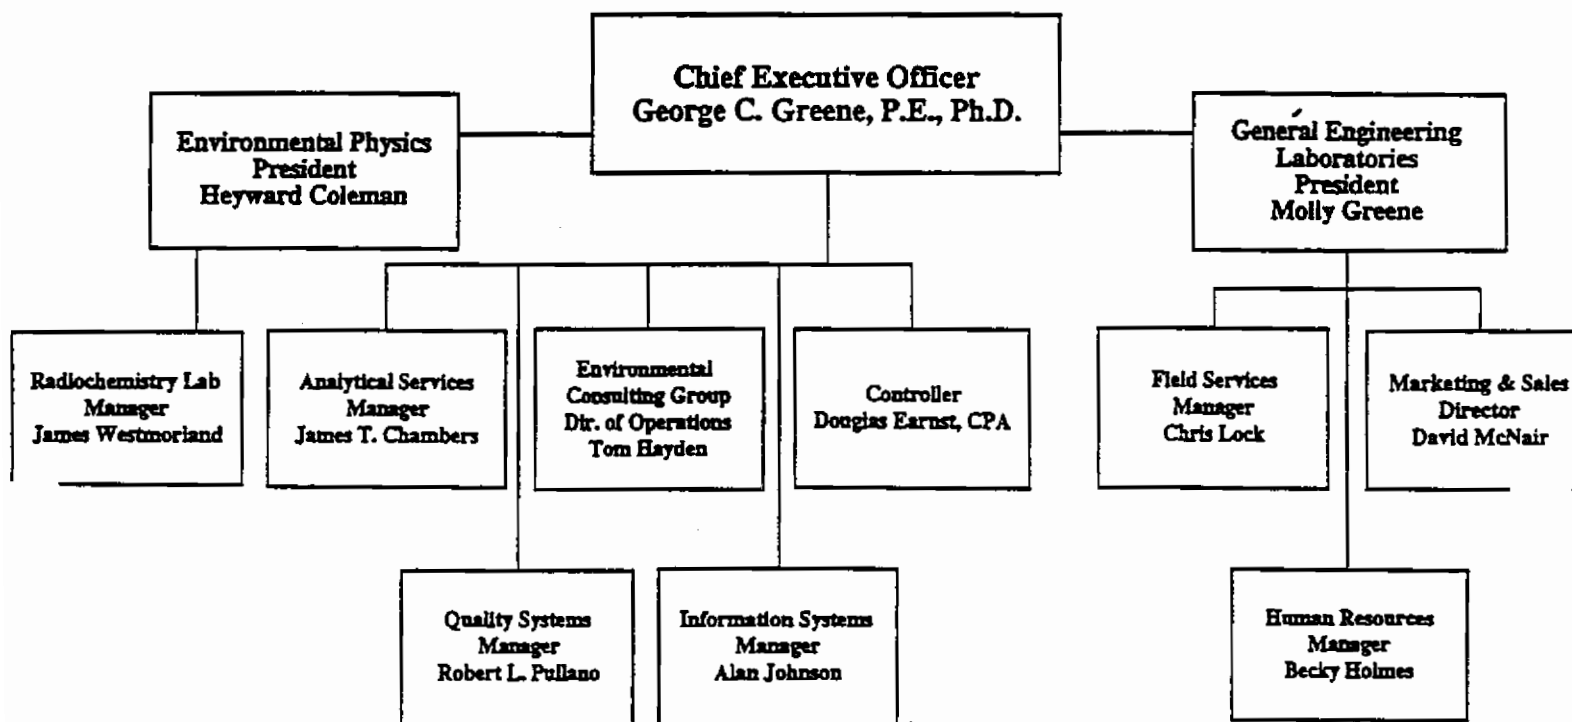 Chief Executive Officer
George C. Greene, P.E., Ph.D.
Environmental Physics
President
Heyward Coleman
General Engineering
Laboratories
President
Molly Greene
Radiochemistry Lab
Manager
James Westmorland
Analytical Services
Manager
James T. Chambers
Environmental
Consulting Group
Dir. of Operations
Tom Hayden
Controller
Douglas Earnst, CPA
Field Services
Manager
Chris Lock
Marketing & Sales
Director
David McNair
Quality Systems
Manager
Robert L. Pullano
Information Systems
Manager
Alan Johnson
Human Resources
Manager
Becky Holmes